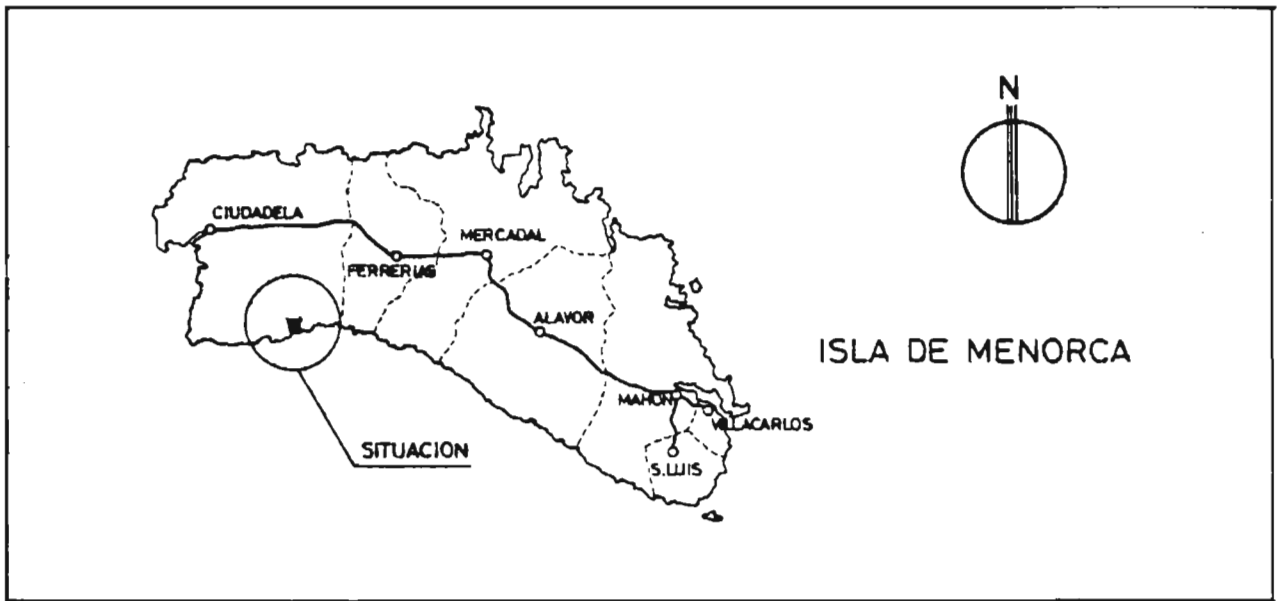 N
CIUDADELA
MERCADAL
FERRERIAS
ALAYOR
ISLA DE MENORCA
MAHON
VILLACARLOS
SITUACION
S.LUIS